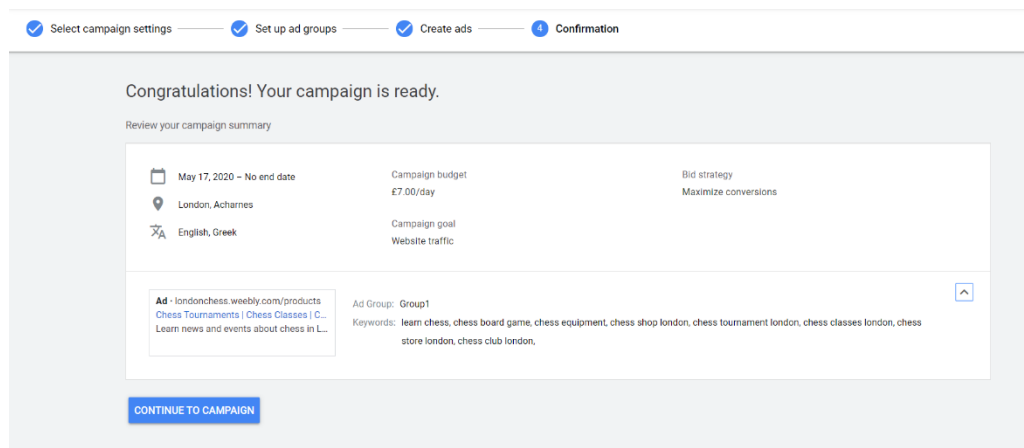 Select campaign settings
Set up ad groups
Create ads
4 Confirmation
Congratulations! Your campaign is ready.
Review your campaign summary
May 17, 2020 – No end date
London, Acharnes
English, Greek
Campaign budget
£7.00/day
Campaign goal
Website traffic
Bid strategy
Maximize conversions
Ad · londonchess.weebly.com/products
Chess Tournaments | Chess Classes | C...
Learn news and events about chess in L...
Ad Group: Group1
Keywords: learn chess, chess board game, chess equipment, chess shop london, chess tournament london, chess classes london, chess
store london, chess club london,
CONTINUE TO CAMPAIGN